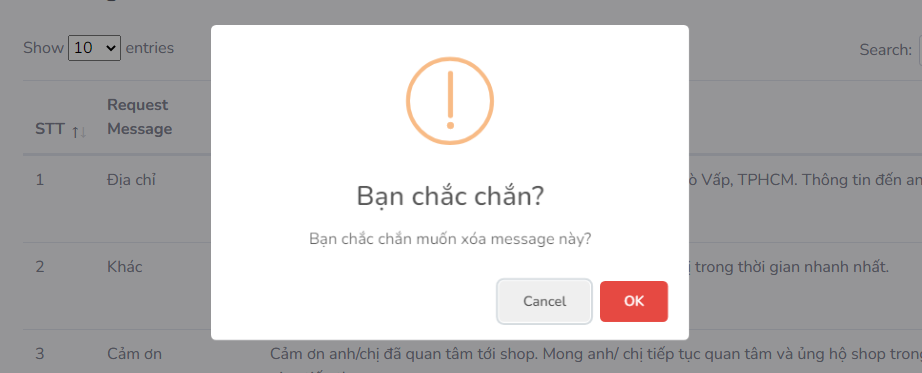 Show 10 entries
Search:
Request
Message
STT
Bạn chắc chắn?
Bạn chắc chắn muốn xóa message này?
Cancel
OK
1
Địa chỉ
Vấp, TPHCM. Thông tin đến
2
Khác
trong thời gian nhanh nhất.
3
Cảm ơn
Cảm ơn anh/chị đã quan tâm tới shop. Mong anh/ chị tiếp tục quan tâm và ủng hộ shop trong